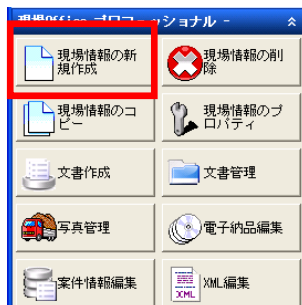 現場Office プロフェッショナル -
現場情報の新
規作成
現場情報の削
除
現場情報のコ
ピー
現場情報のプ
ロパティ
文書作成
文書管理
写真管理
電子納品編集
案件情報編集
XML編集
XML